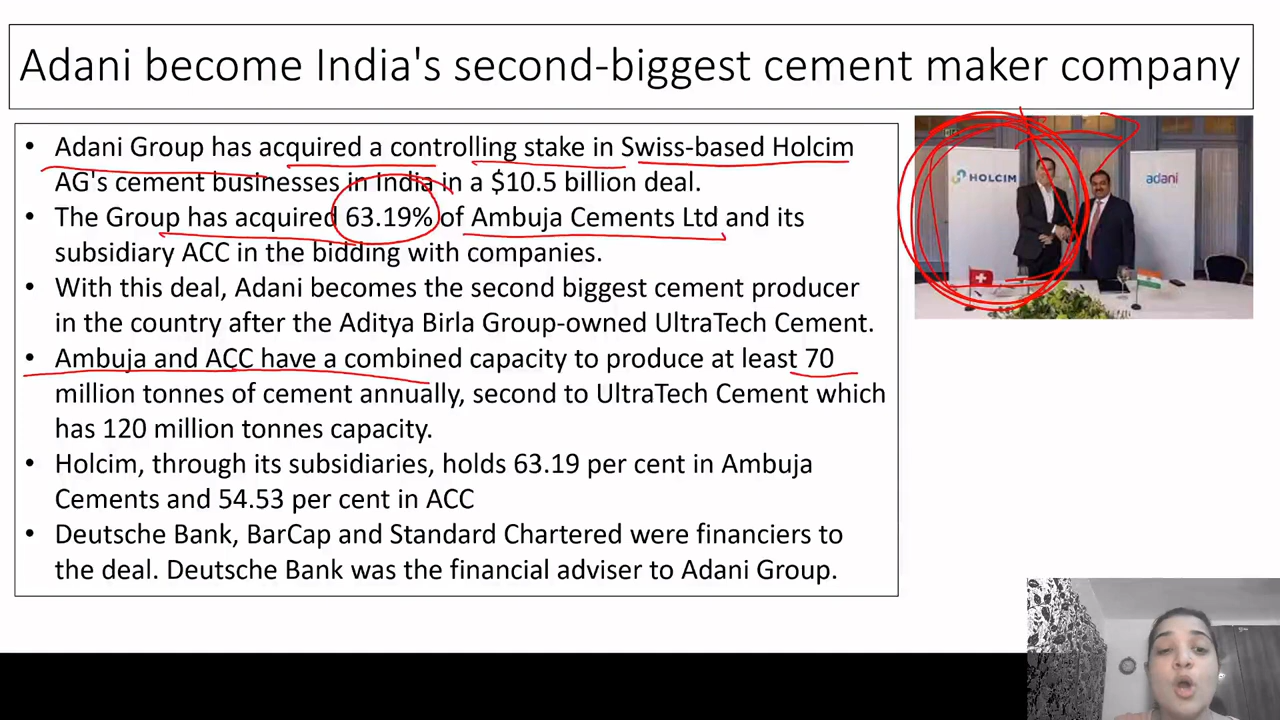 Adani become India's second-biggest cement maker company
• Adani Group has acquired a controlling stake in Swiss-based Holcim
AG's cement businesses in India in a $10.5 billion deal.
• The Group has acquired 63.19% of Ambuja Cements Ltd and its
subsidiary ACC in the bidding with companies.
• With this deal, Adani becomes the second biggest cement producer
in the country after the Aditya Birla Group-owned UltraTech Cement.
• Ambuja and ACC have a combined capacity to produce at least 70
million tonnes of cement annually, second to UltraTech Cement which
has 120 million tonnes capacity.
• Holcim, through its subsidiaries, holds 63.19 per cent in Ambuja
Cements and 54.53 per cent in ACC
• Deutsche Bank, BarCap and Standard Chartered were financiers to
the deal. Deutsche Bank was the financial adviser to Adani Group.
HOLCIM
adani